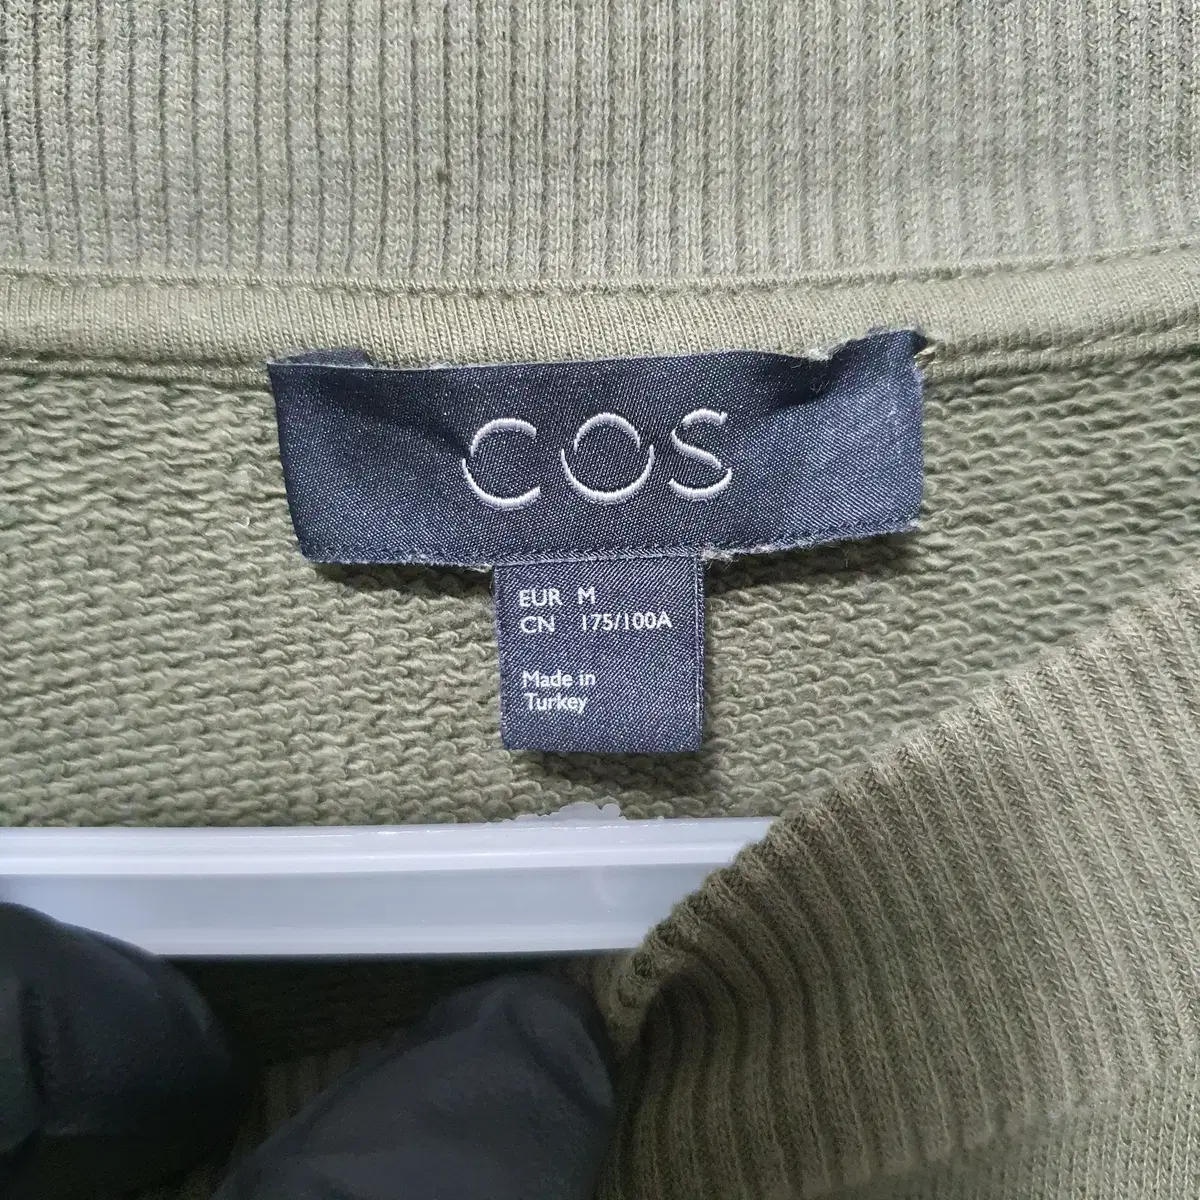 COS
EUR M
CN 175/100A
Made in
Turkey